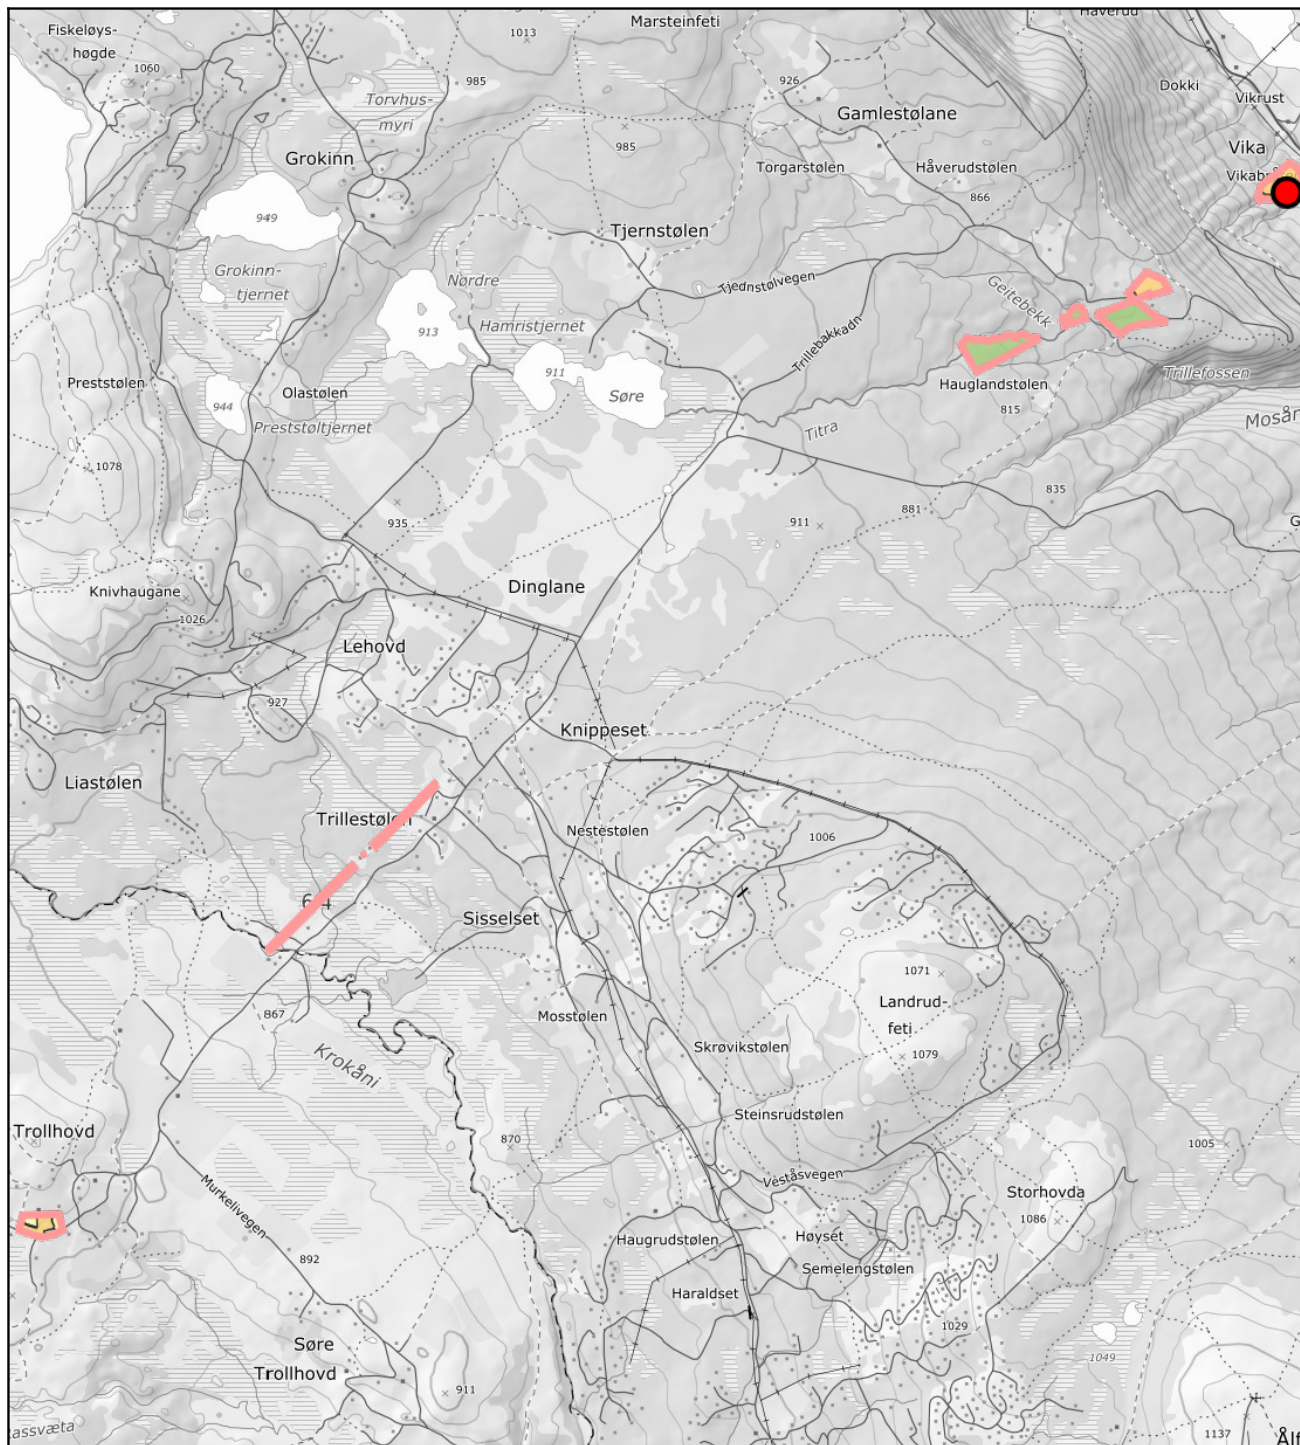 Marsteinfeti
Håverud
Fiskeløys-
høgde
1013
1060
985
926
Dokki
Vikrust
Torvhus-
myri
Gamlestølane
985
Grokinn
Torgarstølen
Håverudstølen
Vika
866
949
Tjernstølen
Grokinn-
tjernet
Nørdre
Tjednstølvegen
Geitebekk
913
Hamristjernet
Trillebakkadn
911
Preststølen
Olastølen
Søre
Hauglandstølen
Trillefossen
944
815
Preststøltjernet
Titra
1078
835
881
935
911
Knivhaugane
Dinglane
1026
Lehovd
927
Knippeset
Liastølen
Trillestølen
Nestestølen
1006
Sisselset
1071
Landrud-
feti
867
Mosstølen
Krokåni
Skrøvikstølen
1079
Steinsrudstølen
Trollhovd
870
1005
Veståsvegen
Murkelivegen
Storhovda
1086
Haugrudstølen
Høyset
892
Semelengstølen
Haraldset
Søre
Trollhovd
1029
1049
911
1137